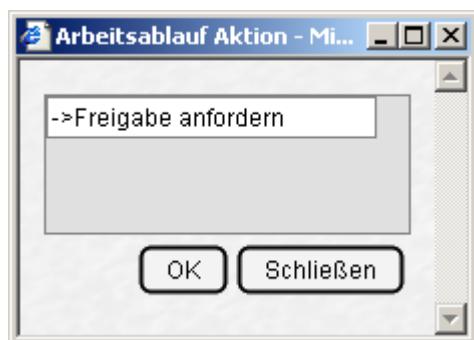 Arbeitsablauf Aktion - Mi...
->Freigabe anfordern
OK
Schließen